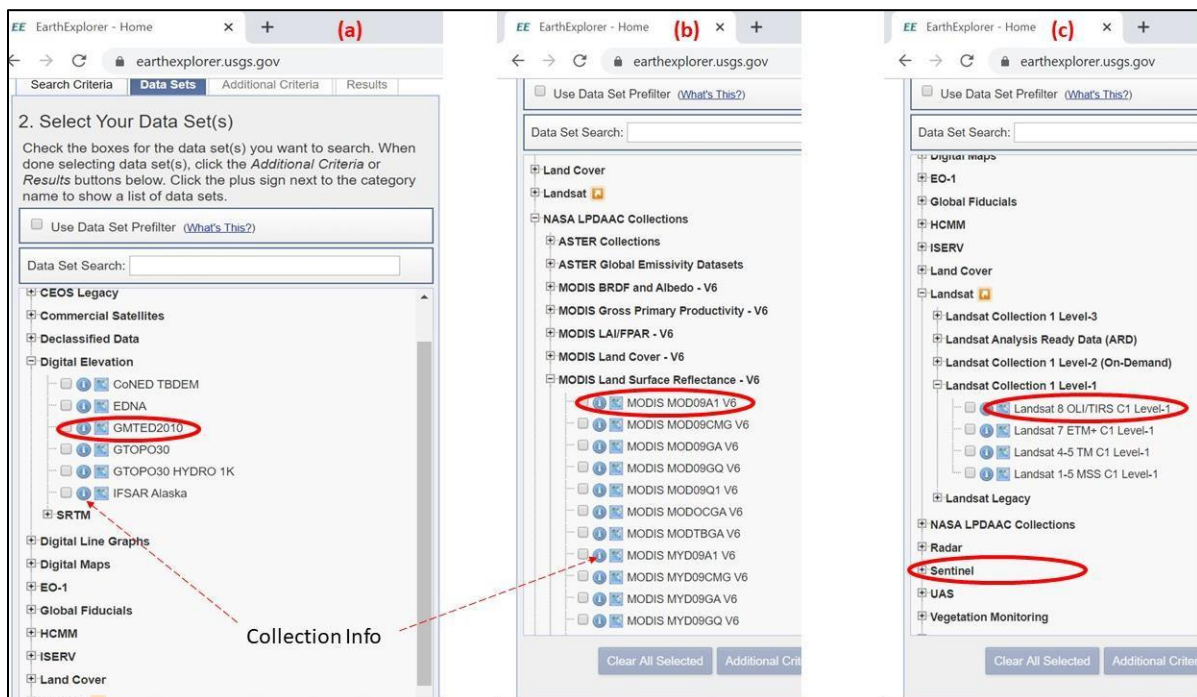 EE EarthExplorer - Home
(a)
earthexplorer.usgs.gov
Search Criteria Data Sets Additional Criteria Results
2. Select Your Data Set(s)
Check the boxes for the data set(s) you want to search. When
done selecting data set(s), click the Additional Criteria or
Results buttons below. Click the plus sign next to the category
name to show a list of data sets.
Use Data Set Prefilter (What's This?)
Data Set Search:
CEOS Legacy
Commercial Satellites
Declassified Data
Digital Elevation
CoNED TBDEM
EDNA
GMTED2010
GTOPO30
GTOPO30 HYDRO 1K
IFSAR Alaska
SRTM
Digital Line Graphs
Digital Maps
EO-1
Global Fiducials
HCMM
ISERV
Land Cover
Collection Info
EE EarthExplorer - Home
(b)
earthexplorer.usgs.gov
Use Data Set Prefilter (What's This?)
Data Set Search:
Land Cover
Landsat
NASA LPDAAC Collections
ASTER Collections
ASTER Global Emissivity Datasets
MODIS BRDF and Albedo - V6
MODIS Gross Primary Productivity - V6
MODIS LAI/FPAR - V6
MODIS Land Cover - V6
MODIS Land Surface Reflectance - V6
MODIS MOD09A1 V6
MODIS MOD09CMG V6
MODIS MOD09GA V6
MODIS MOD09GQ V6
MODIS MOD09Q1 V6
MODIS MODOCGA V6
MODIS MODTBGA V6
MODIS MYD09A1 V6
MODIS MYD09CMG V6
MODIS MYD09GA V6
MODIS MYD09GQ V6
Clear All Selected Additional Crit
EE EarthExplorer - Home
(c)
earthexplorer.usgs.gov
Use Data Set Prefilter (What's This?)
Data Set Search:
Digital Maps
EO-1
Global Fiducials
HCMM
ISERV
Land Cover
Landsat
Landsat Collection 1 Level-3
Landsat Analysis Ready Data (ARD)
Landsat Collection 1 Level-2 (On-Demand)
Landsat Collection 1 Level-1
Landsat 8 OLI/TIRS C1 Level-1
Landsat 7 ETM+ C1 Level-1
Landsat 4-5 TM C1 Level-1
Landsat 1-5 MSS C1 Level-1
Landsat Legacy
NASA LPDAAC Collections
Radar
Sentinel
UAS
Vegetation Monitoring
Clear All Selected Additional Criter